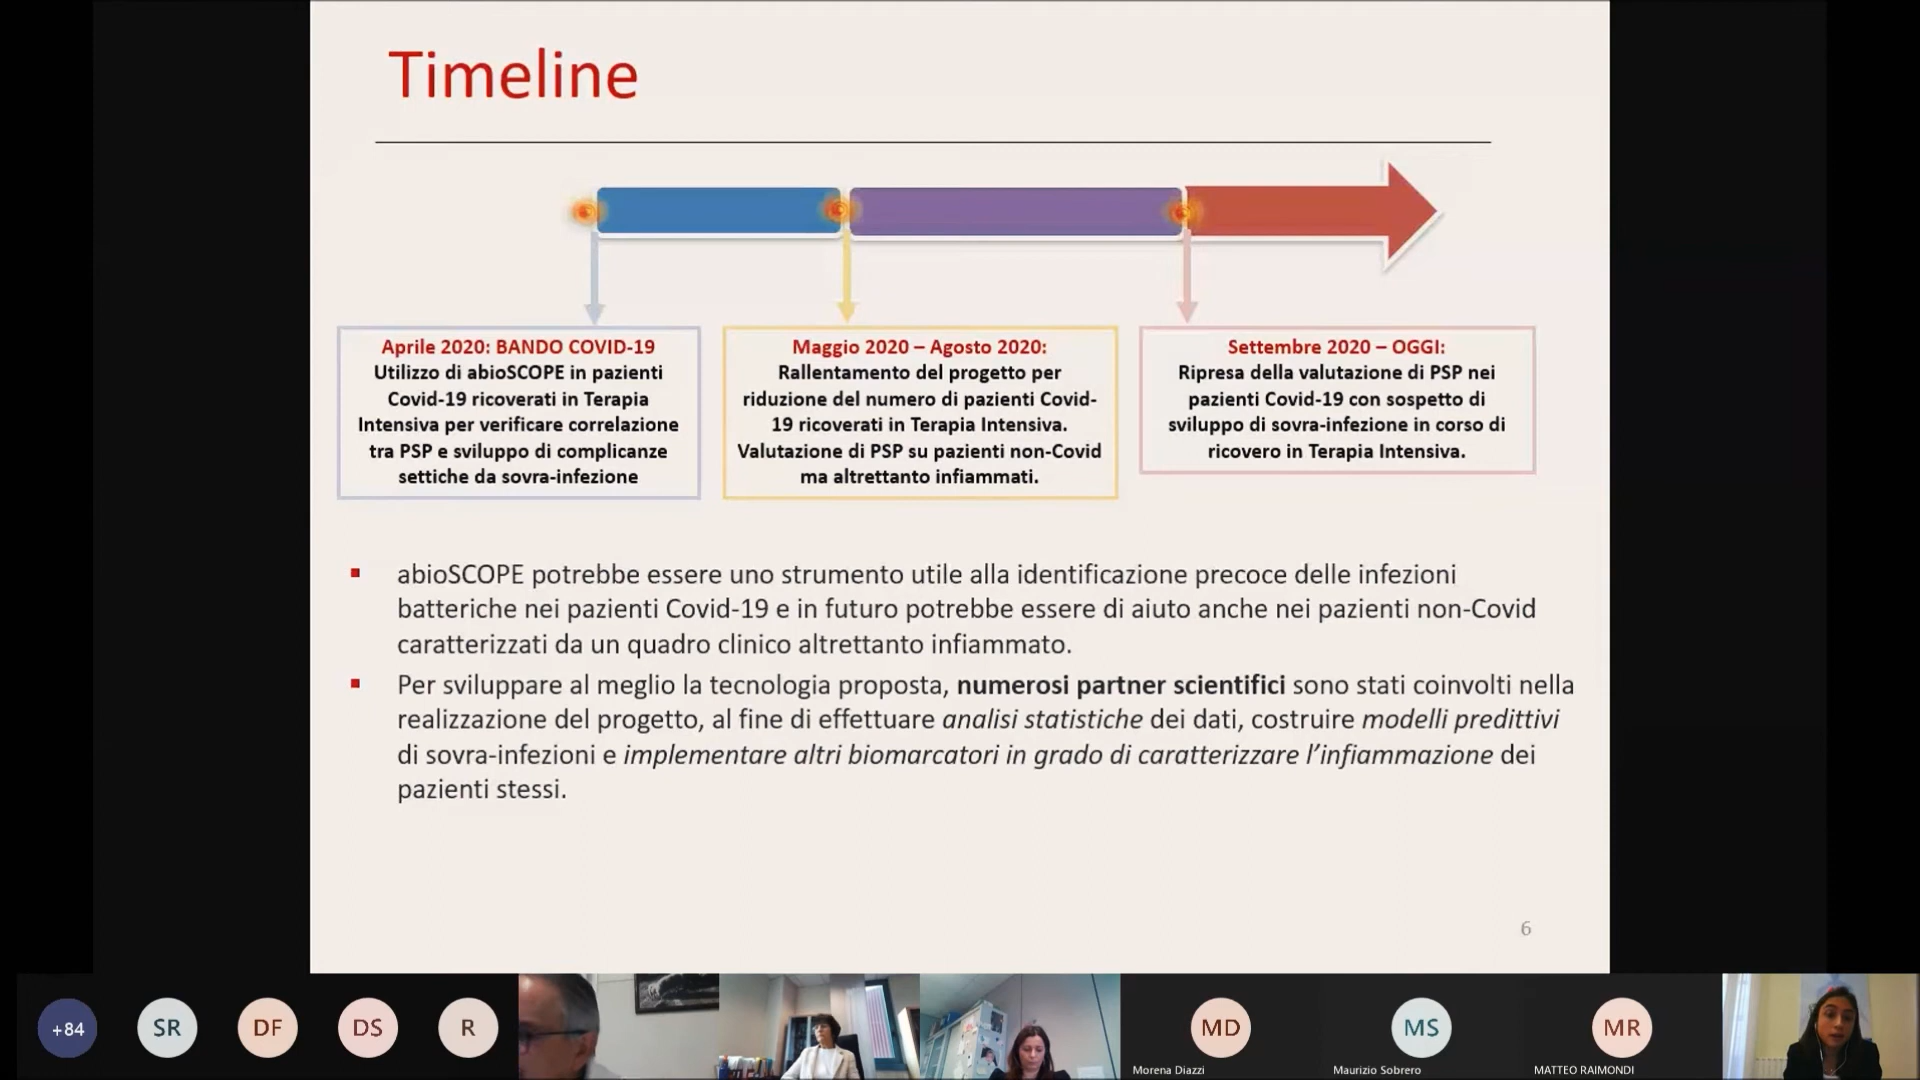 Timeline
Aprile 2020: BANDO COVID-19
Utilizzo di abioSCOPE in pazienti
Covid-19 ricoverati in Terapia
Intensiva per verificare correlazione
tra PSP e sviluppo di complicanze
settiche da sovra-infezione
Maggio 2020 – Agosto 2020:
Rallentamento del progetto per
riduzione del numero di pazienti Covid-
19 ricoverati in Terapia Intensiva.
Valutazione di PSP su pazienti non-Covid
ma altrettanto infiammati.
Settembre 2020 – OGGI:
Ripresa della valutazione di PSP nei
pazienti Covid-19 con sospetto di
sviluppo di sovra-infezione in corso di
ricovero in Terapia Intensiva.
abioSCOPE potrebbe essere uno strumento utile alla identificazione precoce delle infezioni
batteriche nei pazienti Covid-19 e in futuro potrebbe essere di aiuto anche nei pazienti non-Covid
caratterizzati da un quadro clinico altrettanto infiammato.
Per sviluppare al meglio la tecnologia proposta, numerosi partner scientifici sono stati coinvolti nella
realizzazione del progetto, al fine di effettuare analisi statistiche dei dati, costruire modelli predittivi
di sovra-infezioni e implementare altri biomarcatori in grado di caratterizzare l’infiammazione dei
pazienti stessi.
6
+84
SR
DF
DS
R
MD
Morena Diazzi
MS
Maurizio Sobrero
MR
MATTEO RAIMONDI